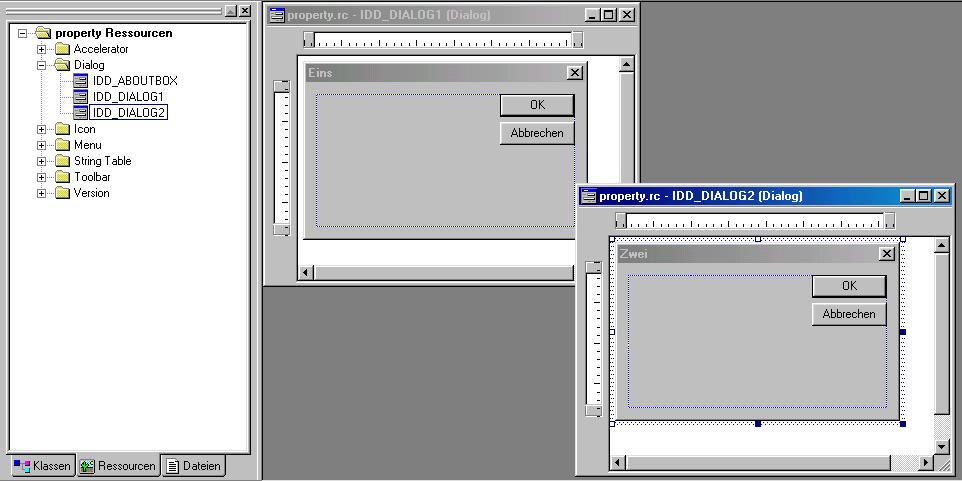 property Ressourcen
Accelerator
Dialog
IDD_ABOUTBOX
IDD_DIALOG1
IDD_DIALOG2
Icon
Menu
String Table
Toolbar
Version
Klassen
Ressourcen
Dateien
property.rc - IDD_DIALOG1 (Dialog)
Eins
OK
Abbrechen
property.rc - IDD_DIALOG2 (Dialog)
Zwei
OK
Abbrechen